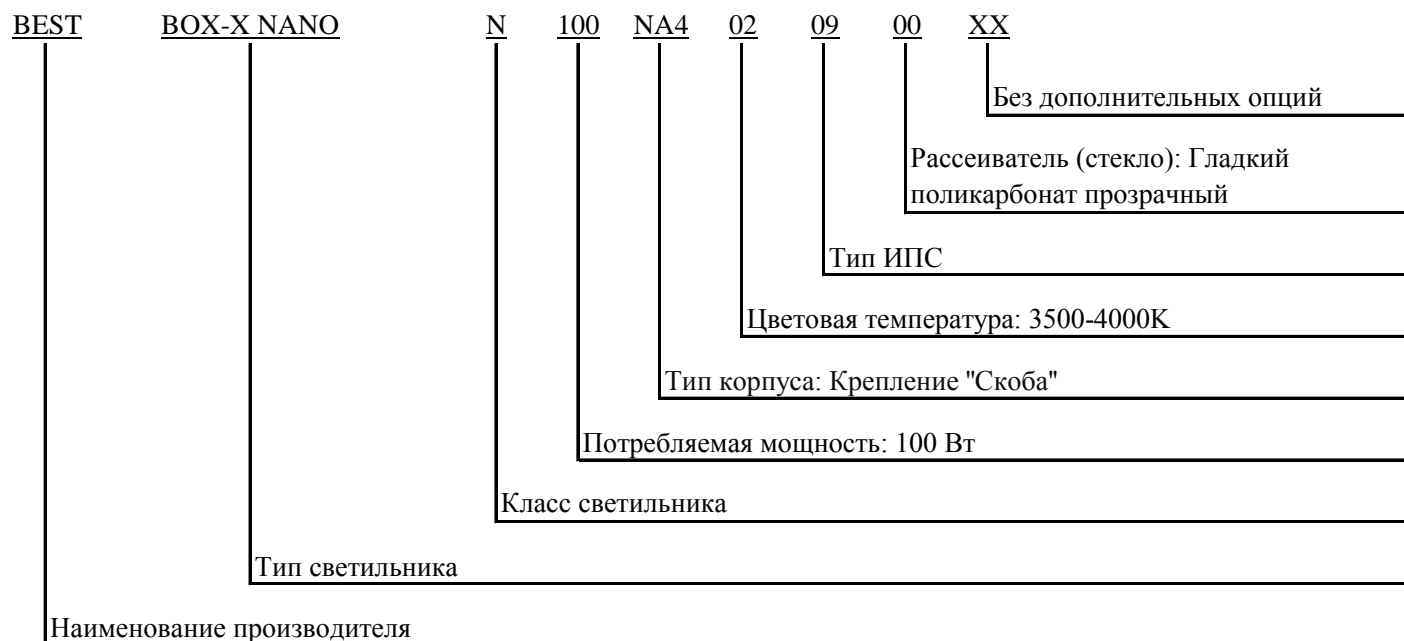 BEST BOX-X NANO N 100 NA4 02 09 00 XX
Без дополнительных опций
Рассеиватель (стекло): Гладкий
поликарбонат прозрачный
Тип ИПС
Цветовая температура: 3500-4000K
Тип корпуса: Крепление "Скоба"
Потребляемая мощность: 100 Вт
Класс светильника
Тип светильника
Наименование производителя